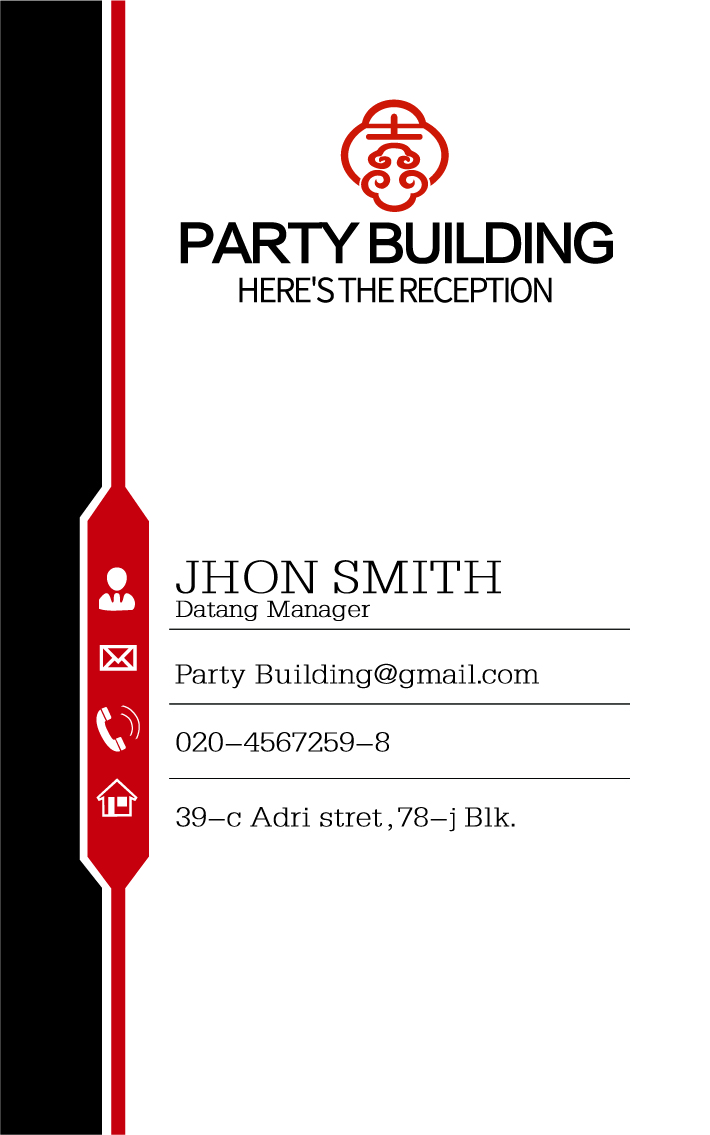 PARTY BUILDING
HERE'S THE RECEPTION
JHON SMITH
Datang Manager
Party Building@gmail.com
020-4567259-8
39-c Adri stret,78-j Blk.